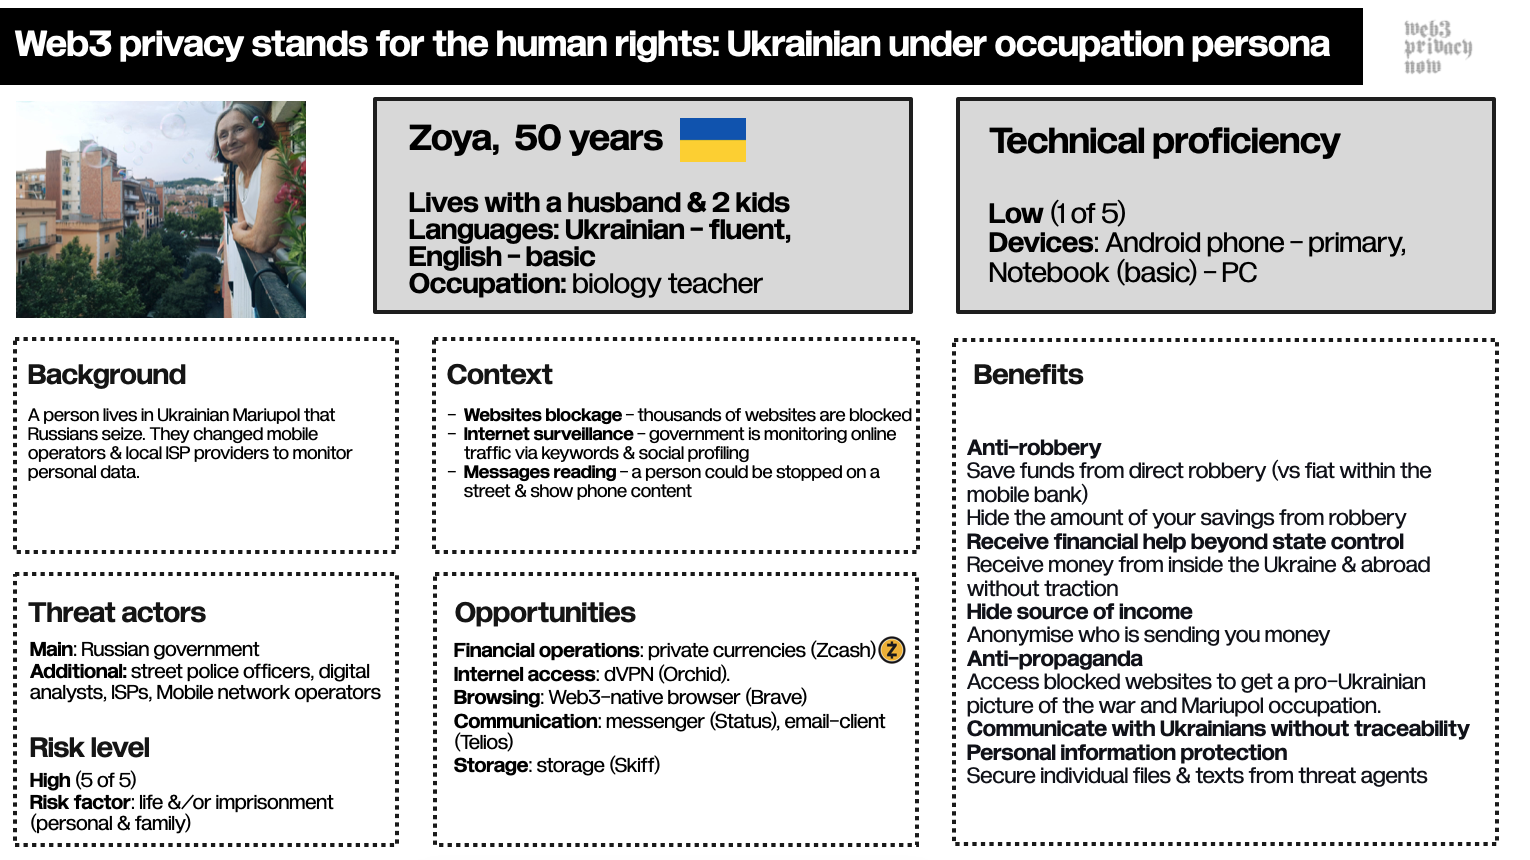 Web3 privacy stands for the human rights: Ukrainian under occupation persona
web3
privacy
now
Zoya, 50 years
Lives with a husband & 2 kids
Languages: Ukrainian – fluent,
English – basic
Occupation: biology teacher
Technical proficiency
Low (1 of 5)
Devices: Android phone – primary,
Notebook (basic) – PC
Background
A person lives in Ukrainian Mariupol that
Russians seize. They changed mobile
operators & local ISP providers to monitor
personal data.
Context
– Websites blockage – thousands of websites are blocked
– Internet surveillance – government is monitoring online
traffic via keywords & social profiling
– Messages reading – a person could be stopped on a
street & show phone content
Threat actors
Main: Russian government
Additional: street police officers, digital
analysts, ISPs, Mobile network operators
Risk level
High (5 of 5)
Risk factor: life &/or imprisonment
(personal & family)
Opportunities
Financial operations: private currencies (Zcash)
Internel access: dVPN (Orchid).
Browsing: Web3-native browser (Brave)
Communication: messenger (Status), email-client
(Telios)
Storage: storage (Skiff)
Benefits
Anti-robbery
Save funds from direct robbery (vs fiat within the
mobile bank)
Hide the amount of your savings from robbery
Receive financial help beyond state control
Receive money from inside the Ukraine & abroad
without traction
Hide source of income
Anonymise who is sending you money
Anti-propaganda
Access blocked websites to get a pro-Ukrainian
picture of the war and Mariupol occupation.
Communicate with Ukrainians without traceability
Personal information protection
Secure individual files & texts from threat agents